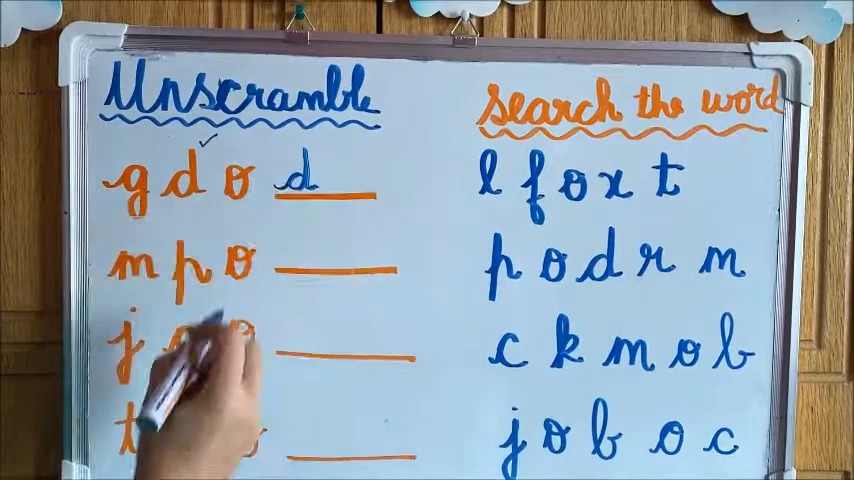 Unscramble
g d o d
m p o
j
t
Search the word
l f o x t
p o d r m
c k m o b
j o b o c